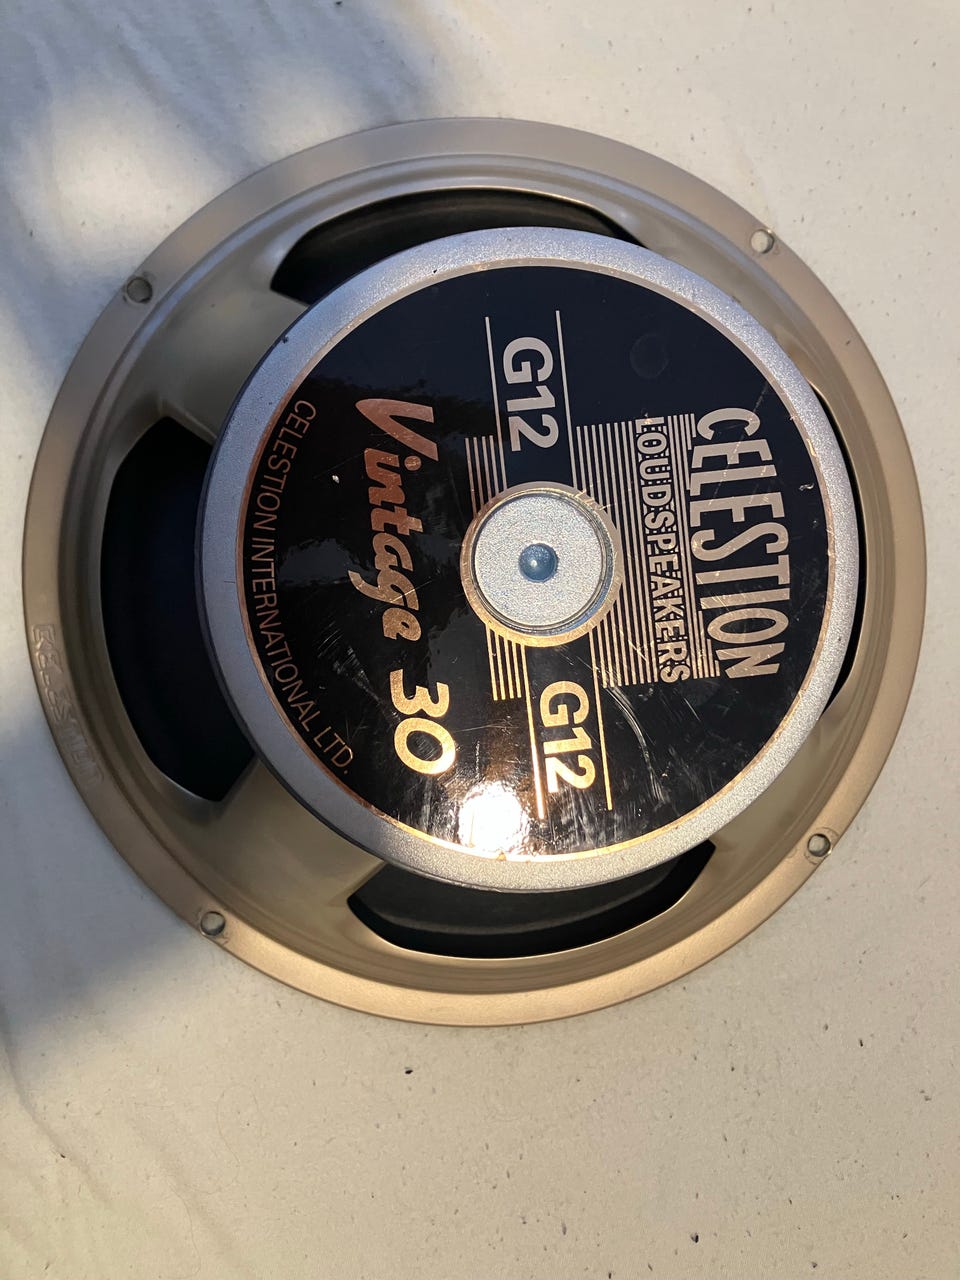 CELESTION
LOUDSPEAKERS
G12 G12
Vintage 30
CELESTION INTERNATIONAL LTD.